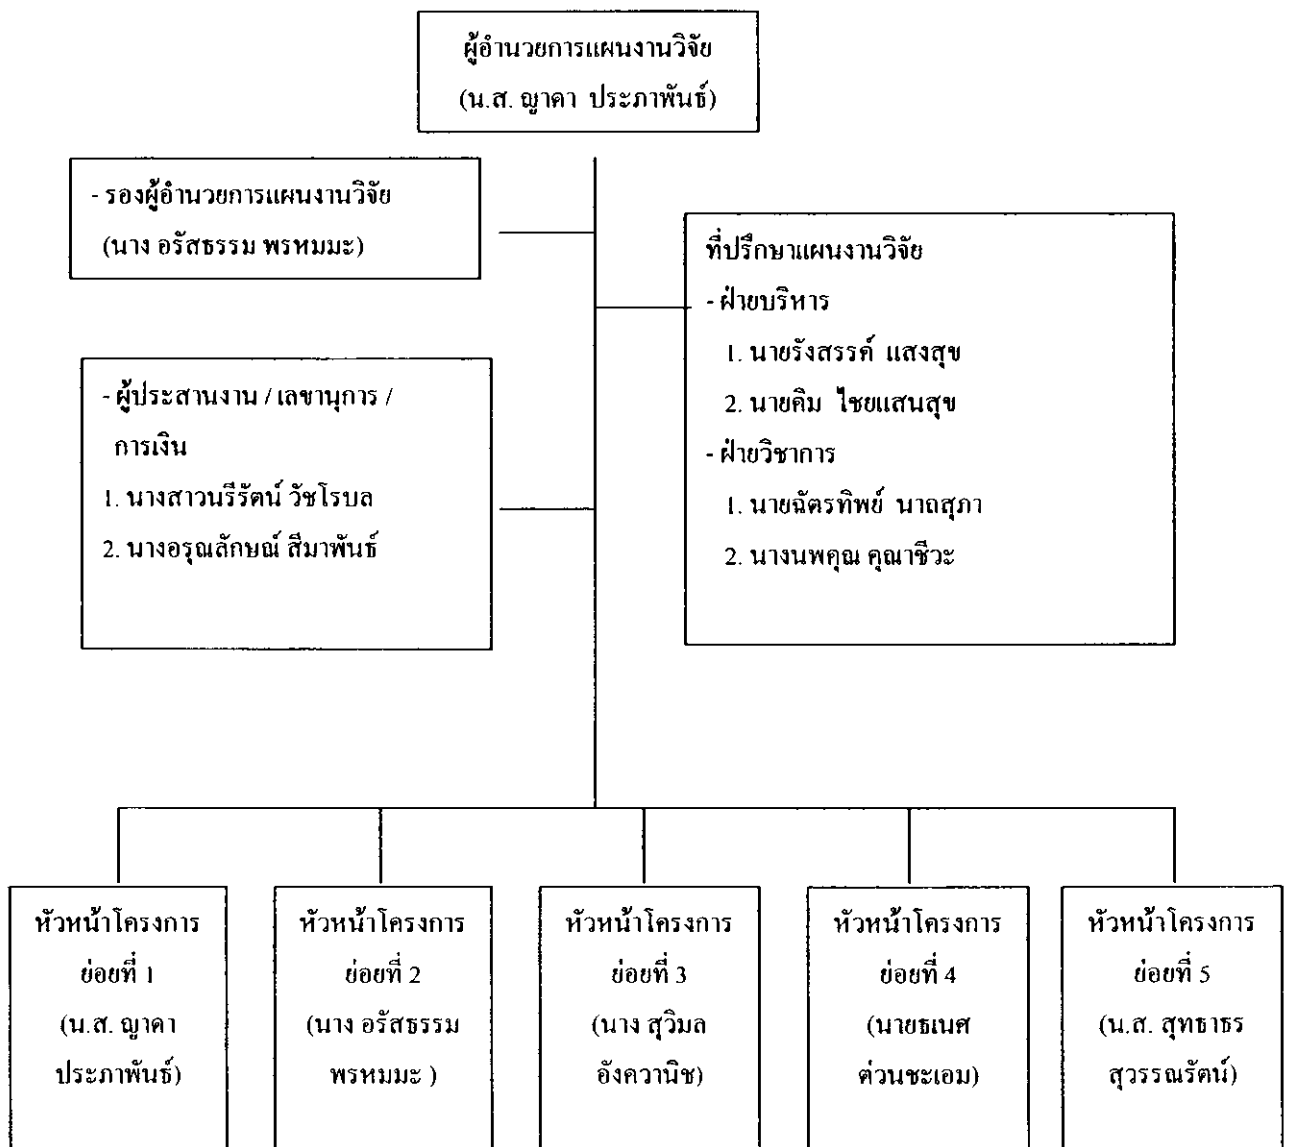 ผู้อำนวยการแผนงานวิจัย
(น.ส. ญาดา ประภาพันธ์)
- รองผู้อำนวยการแผนงานวิจัย
(นาง อรัสธรรม พรหมมะ)
ที่ปรึกษาแผนงานวิจัย
- ฝ่ายบริหาร
1. นายรังสรรค์ แสงสุข
2. นายคิม ไชยแสนสุข
- ฝ่ายวิชาการ
1. นายฉัตรทิพย์ นาถสุภา
2. นางนพคุณ คุณาชีวะ
- ผู้ประสานงาน / เลขานุการ /
การเงิน
1. นางสาวนรีรัตน์ วัชโรบล
2. นางอรุณลักษณ์ สีมาพันธ์
หัวหน้าโครงการ
ย่อยที่ 1
(น.ส. ญาดา
ประภาพันธ์)
หัวหน้าโครงการ
ย่อยที่ 2
(นาง อรัสธรรม
พรหมมะ )
หัวหน้าโครงการ
ย่อยที่ 3
(นาง สุวิมล
อังควานิช)
หัวหน้าโครงการ
ย่อยที่ 4
(นายธเนศ
ต่วนชะเอม)
หัวหน้าโครงการ
ย่อยที่ 5
(น.ส. สุทธาธร
สุวรรณรัตน์)